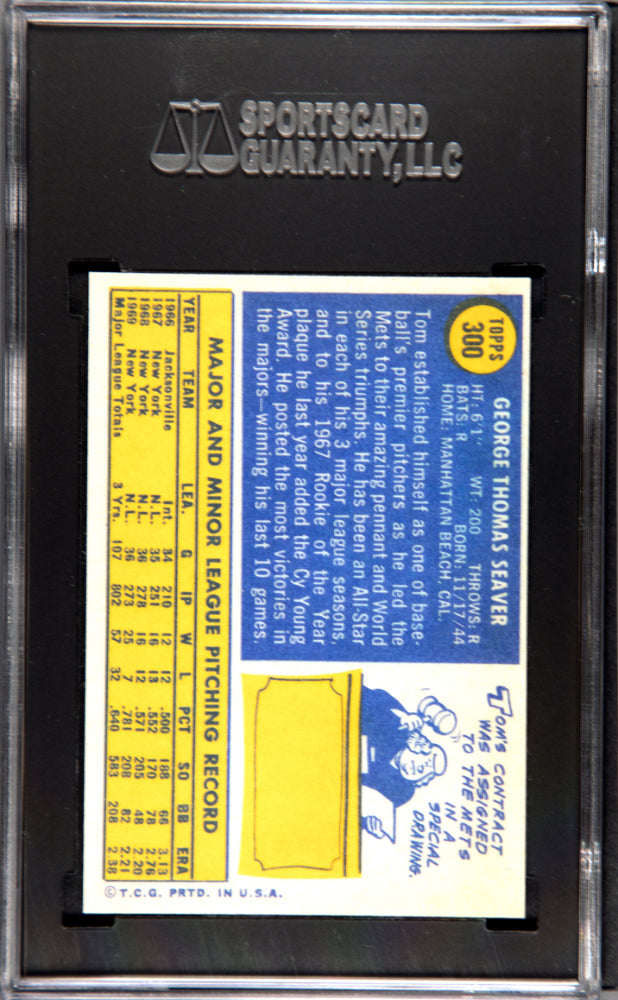 SPORTSCARD
GUARANTY, LLC
TOPPS
300
GEORGE THOMAS SEAVER
HT: 6'1" WT: 200 THROWS: R
BATS: R BORN: 11/17/44
HOME: MANHATTAN BEACH, CAL.
Tom established himself as one of base-
ball's premier pitchers as he led the
Mets to their amazing pennant and World
Series triumphs. He has been an All-Star
in each of his 3 major league seasons,
and to his 1967 Rookie of the Year
plaque he last year added the Cy Young
Award. He posted the most victories in
the majors—winning his last 10 games.
TOM'S CONTRACT
WAS ASSIGNED
TO THE METS
IN A
SPECIAL
DRAWING.
MAJOR AND MINOR LEAGUE PITCHING RECORD
YEAR TEAM LEA. G IP W L PCT SO BB ERA
1966 Jacksonville Int. 34 210 12 12 .500 188 66 3.13
1967 New York N.L. 35 251 16 13 .552 170 78 2.76
1968 New York N.L. 36 278 16 12 .571 205 48 2.20
1969 New York N.L. 36 273 25 7 .781 208 82 2.21
Major League Totals 3 Yrs. 107 802 57 32 .640 583 208 2.38
© T.C.G. PRTD. IN U.S.A.